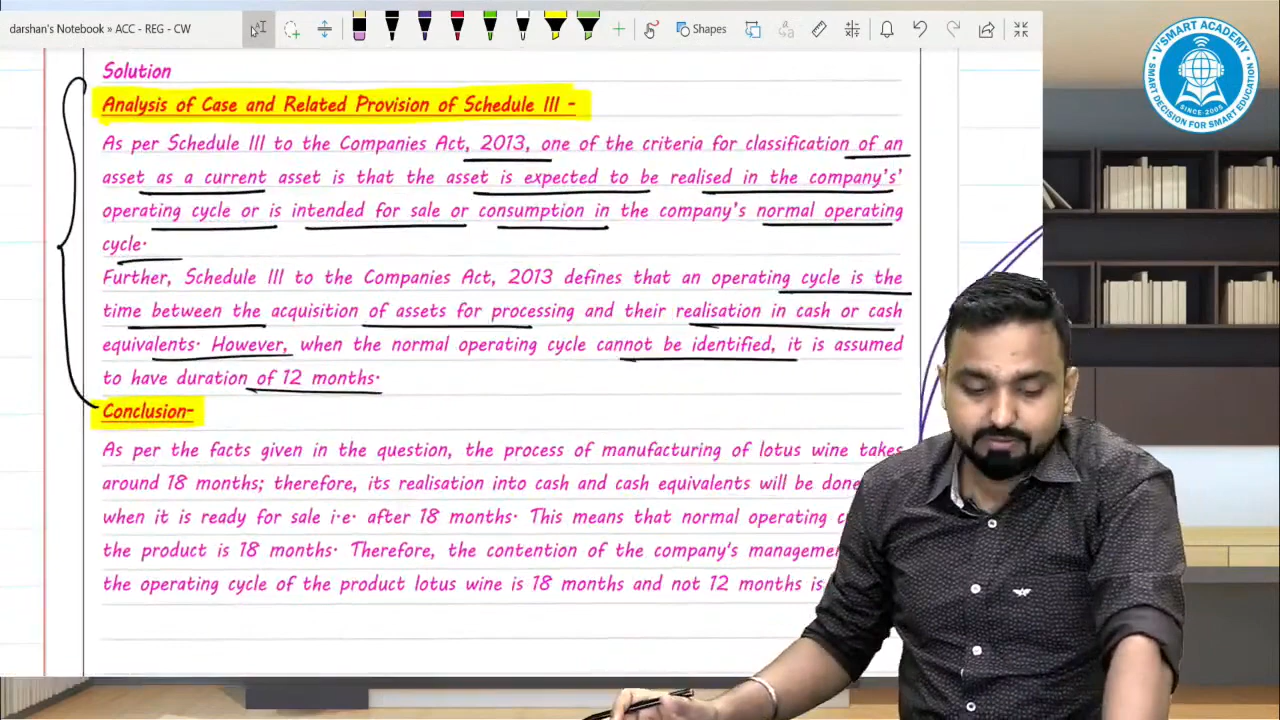 darshan's Notebook » ACC - REG - CW
Shapes
V'SMART ACADEMY
SINCE-2005
SMART DECISION FOR SMART EDUCATION
Solution
Analysis of Case and Related Provision of Schedule III -
As per Schedule III to the Companies Act, 2013, one of the criteria for classification of an
asset as a current asset is that the asset is expected to be realised in the company's'
operating cycle or is intended for sale or consumption in the company's normal operating
cycle.
Further, Schedule III to the Companies Act, 2013 defines that an operating cycle is the
time between the acquisition of assets for processing and their realisation in cash or cash
equivalents. However, when the normal operating cycle cannot be identified, it is assumed
to have duration of 12 months.
Conclusion-
As per the facts given in the question, the process of manufacturing of lotus wine takes
around 18 months; therefore, its realisation into cash and cash equivalents will be done
when it is ready for sale i.e. after 18 months. This means that normal operating
the product is 18 months. Therefore, the contention of the company's
the operating cycle of the product lotus wine is 18 months and not 12 months is